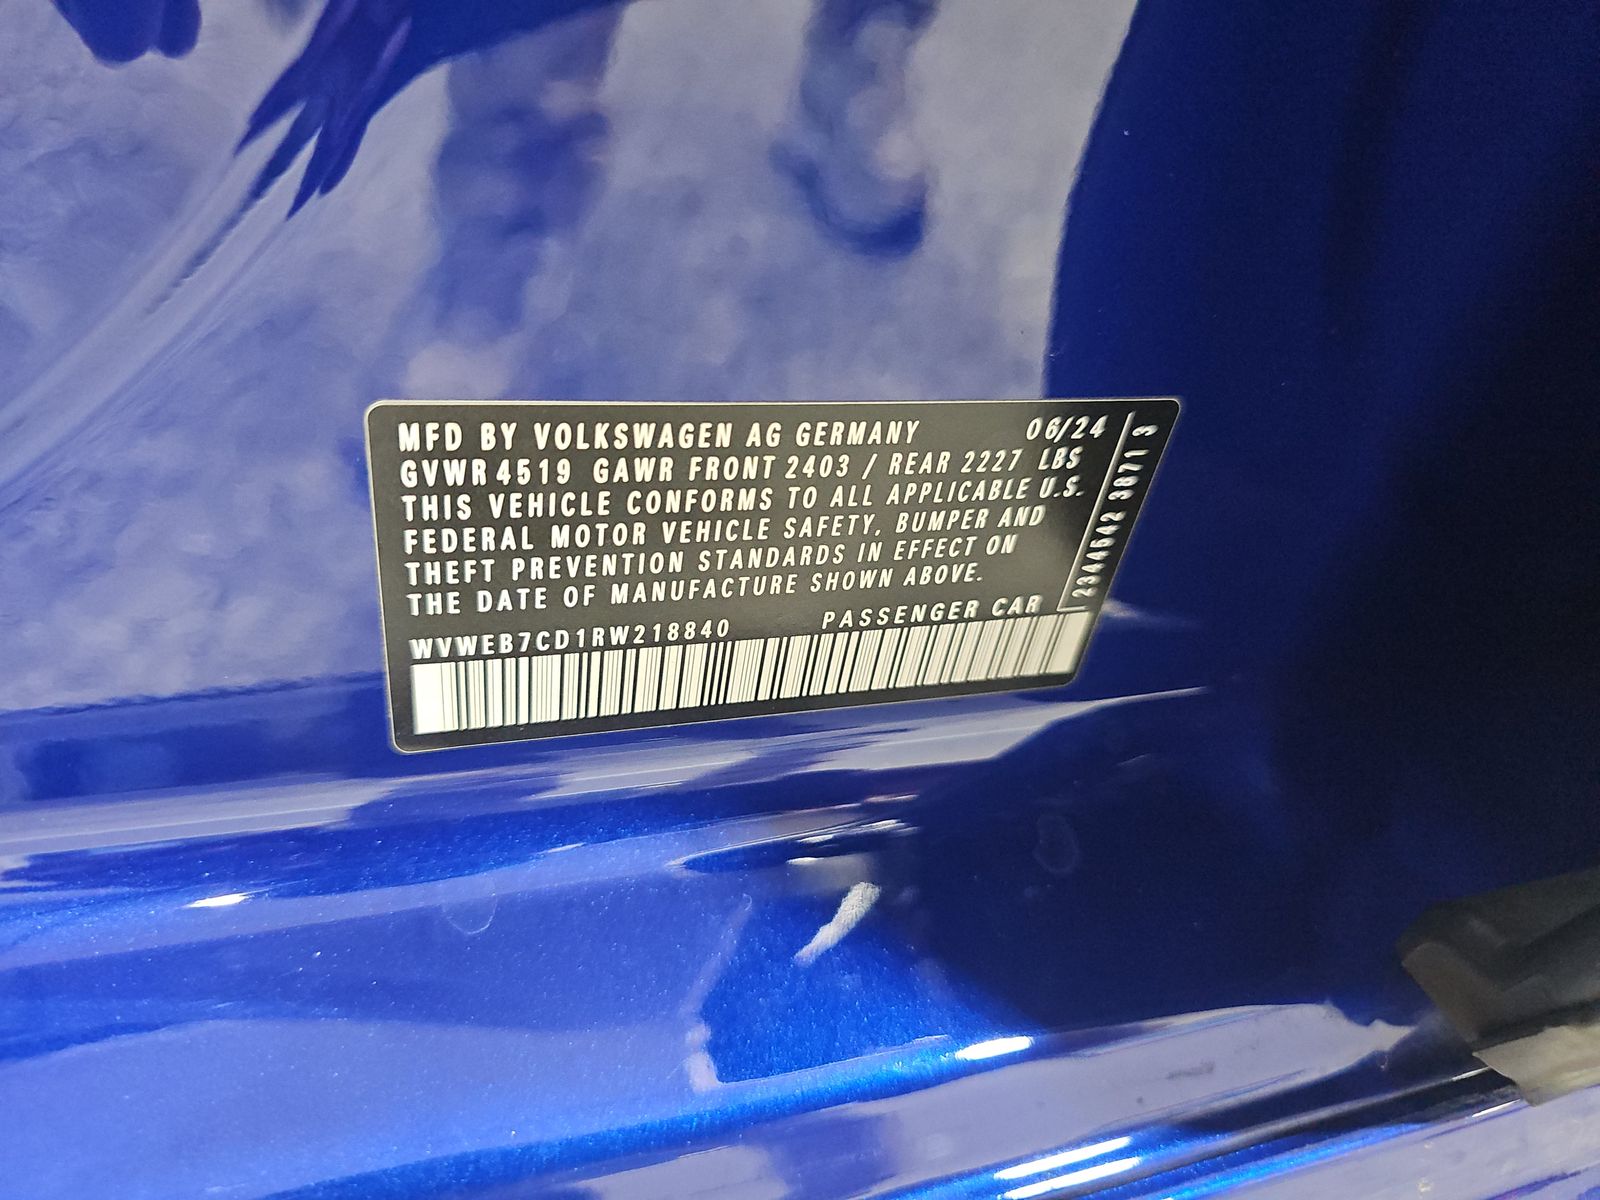 MFD BY VOLKSWAGEN AG GERMANY 06/24
GVWR 4519 GAWR FRONT 2403 / REAR 2227 LBS
THIS VEHICLE CONFORMS TO ALL APPLICABLE U.S.
FEDERAL MOTOR VEHICLE SAFETY, BUMPER AND
THEFT PREVENTION STANDARDS IN EFFECT ON
THE DATE OF MANUFACTURE SHOWN ABOVE.
WVWEB7CD1RW218840 PASSENGER CAR
2344542 3871 3